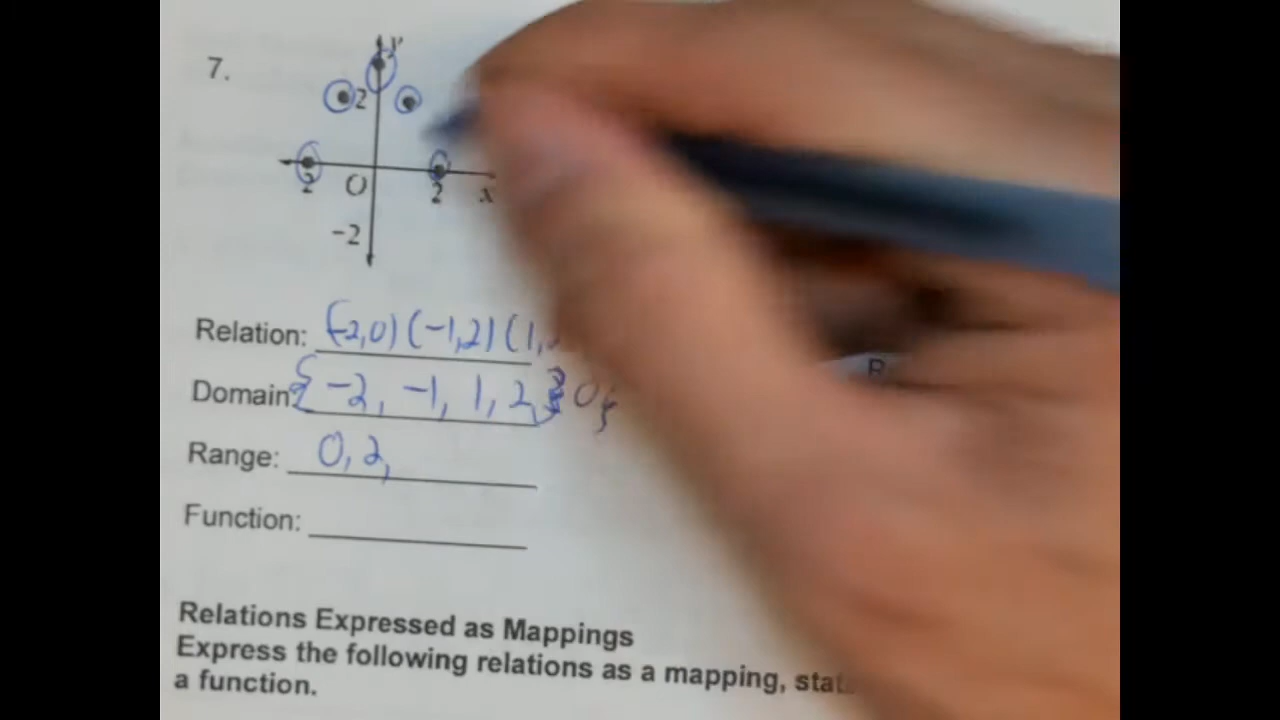 7.
y
2
2 O 2 x
-2
Relation: (-2,0) (-1,2) (1,
Domain: { -2, -1, 1, 2, 0}
Range: 0, 2,
Function:
R
Relations Expressed as Mappings
Express the following relations as a mapping, stat
a function.